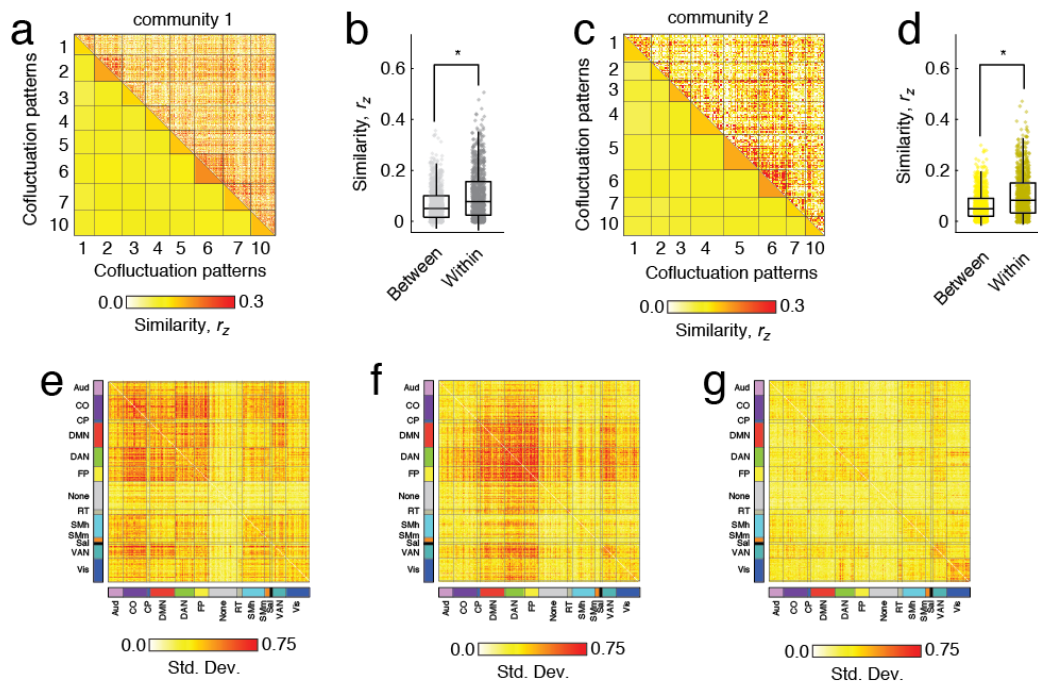 a
community 1
Cofluctuation patterns
1
2
3
4
5
6
7
10
1 2 3 4 5 6 7 10
Cofluctuation patterns
0.0 0.3
Similarity, r_z
b
Similarity, r_z
0.6
0.4
0.2
0
*
Between
Within
c
community 2
Cofluctuation patterns
1
2
3
4
5
6
7
10
1 2 3 4 5 6 7 10
Cofluctuation patterns
0.0 0.3
Similarity, r_z
d
Similarity, r_z
0.6
0.4
0.2
0
*
Between
Within
e
Aud
CO
CP
DMN
DAN
FP
None
RT
SMh
SMm
Sal
VAN
Vis
Aud CO CP DMN DAN FP None RT SMh SMm Sal VAN Vis
0.0 0.75
Std. Dev.
f
Aud
CO
CP
DMN
DAN
FP
None
RT
SMh
SMm
Sal
VAN
Vis
Aud CO CP DMN DAN FP None RT SMh SMm Sal VAN Vis
0.0 0.75
Std. Dev.
g
Aud
CO
CP
DMN
DAN
FP
None
RT
SMh
SMm
Sal
VAN
Vis
Aud CO CP DMN DAN FP None RT SMh SMm Sal VAN Vis
0.0 0.75
Std. Dev.